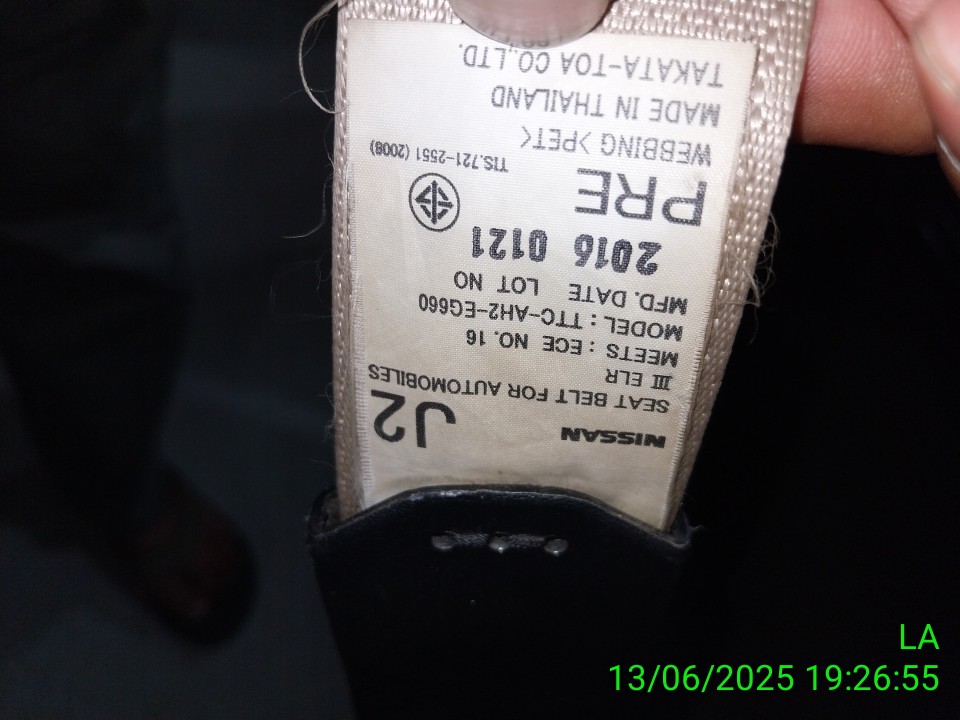 NISSAN J2
SEAT BELT FOR AUTOMOBILES
III ELR
MEETS : ECE NO. 16
MODEL : TTC-AH2-EG660
MFD. DATE LOT NO
2016 0121
PRE
TIS.721-2551 (2008)
WEBBING >PET<
MADE IN THAILAND
TAKATA-TOA CO.,LTD.
LA
13/06/2025 19:26:55